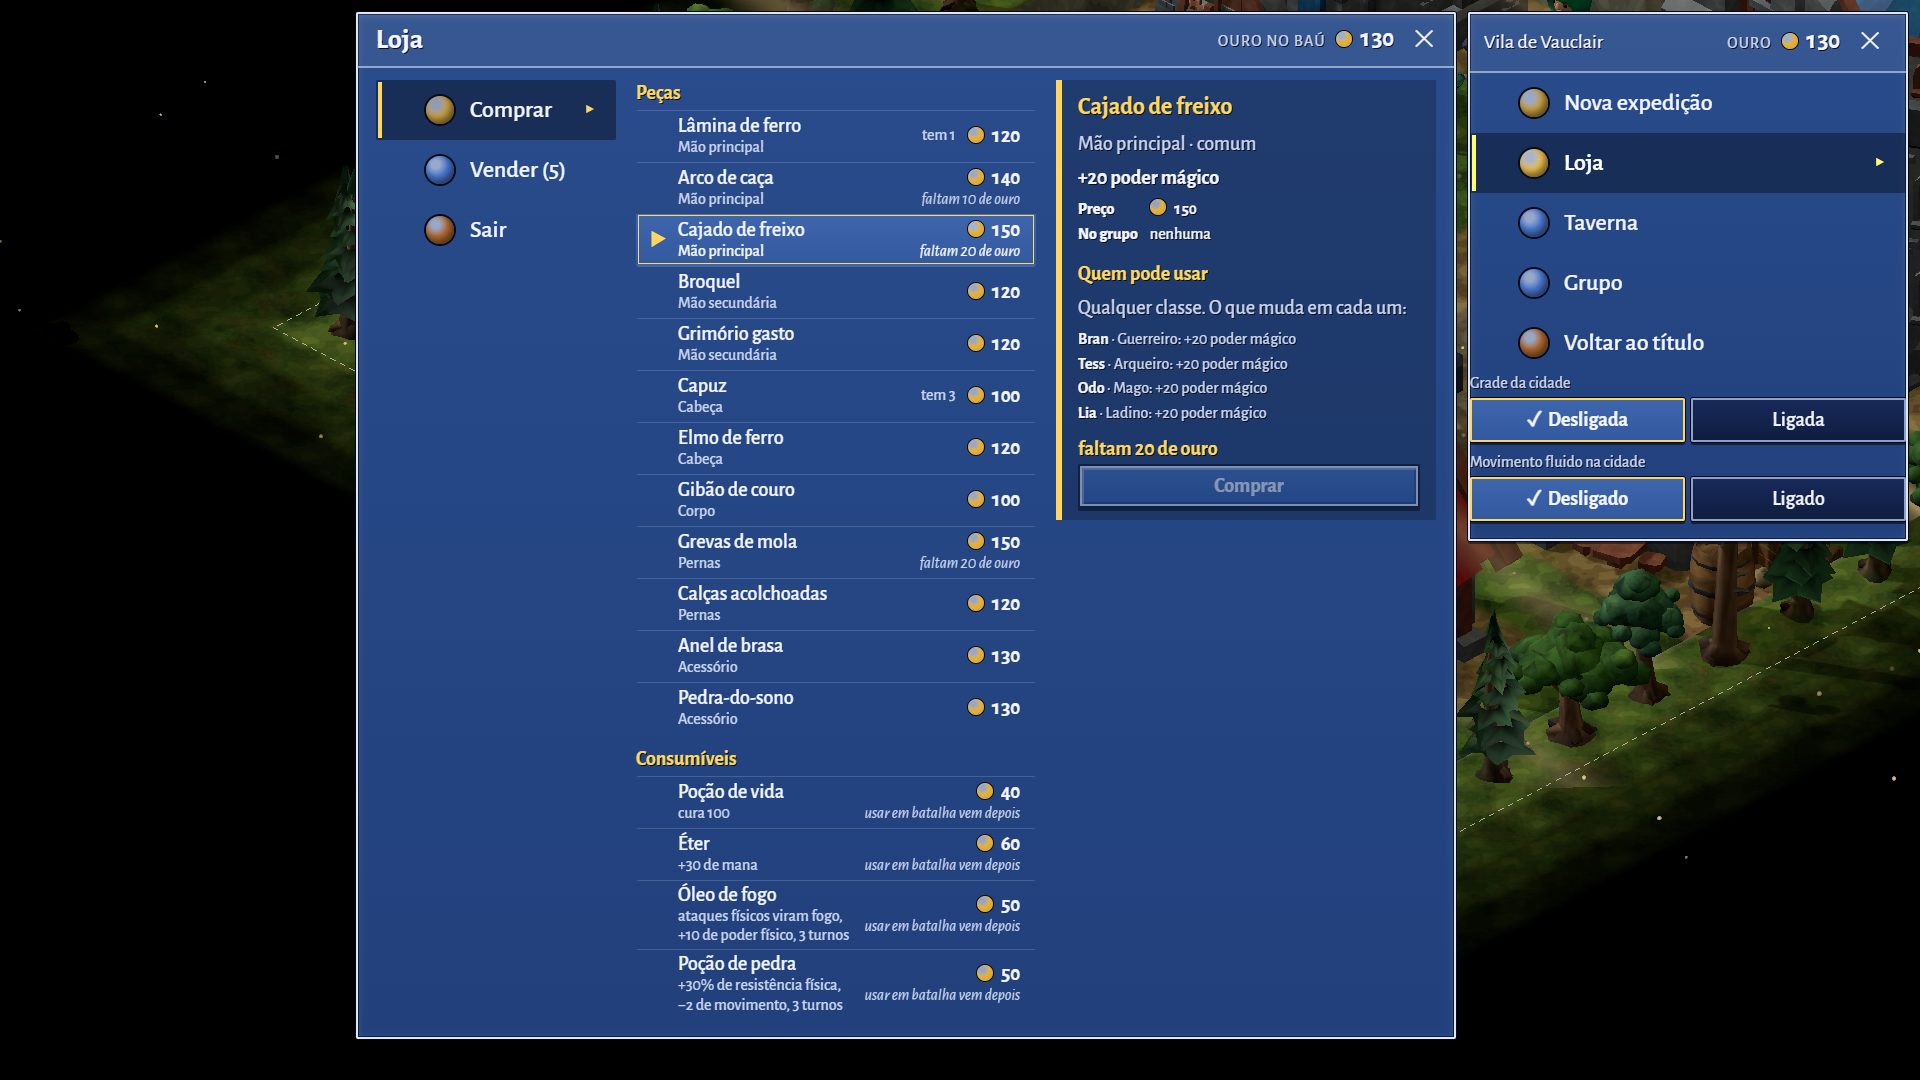 Loja
OURO NO BAÚ 130
Comprar
Vender (5)
Sair
Peças
Lâmina de ferro
Mão principal
tem 1 120
Arco de caça
Mão principal
140
faltam 10 de ouro
Cajado de freixo
Mão principal
150
faltam 20 de ouro
Broquel
Mão secundária
120
Grimório gasto
Mão secundária
120
Capuz
Cabeça
tem 3 100
Elmo de ferro
Cabeça
120
Gibão de couro
Corpo
100
Grevas de mola
Pernas
150
faltam 20 de ouro
Calças acolchoadas
Pernas
120
Anel de brasa
Acessório
130
Pedra-do-sono
Acessório
130
Consumíveis
Poção de vida
cura 100
40
usar em batalha vem depois
Éter
+30 de mana
60
usar em batalha vem depois
Óleo de fogo
ataques físicos viram fogo,
+10 de poder físico, 3 turnos
50
usar em batalha vem depois
Poção de pedra
+30% de resistência física,
−2 de movimento, 3 turnos
50
usar em batalha vem depois
Cajado de freixo
Mão principal · comum
+20 poder mágico
Preço 150
No grupo nenhuma
Quem pode usar
Qualquer classe. O que muda em cada um:
Bran · Guerreiro: +20 poder mágico
Tess · Arqueiro: +20 poder mágico
Odo · Mago: +20 poder mágico
Lia · Ladino: +20 poder mágico
faltam 20 de ouro
Comprar
Vila de Vauclair
OURO 130
Nova expedição
Loja
Taverna
Grupo
Voltar ao título
Grade da cidade
✓ Desligada
Ligada
Movimento fluido na cidade
✓ Desligado
Ligado